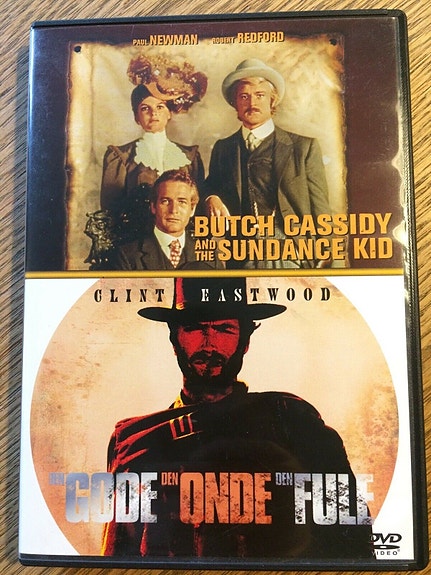 PAUL NEWMAN ROBERT REDFORD
BUTCH CASSIDY
AND THE SUNDANCE KID
CLINT EASTWOOD
DEN GODE DEN ONDE DEN FULE
DVD
VIDEO